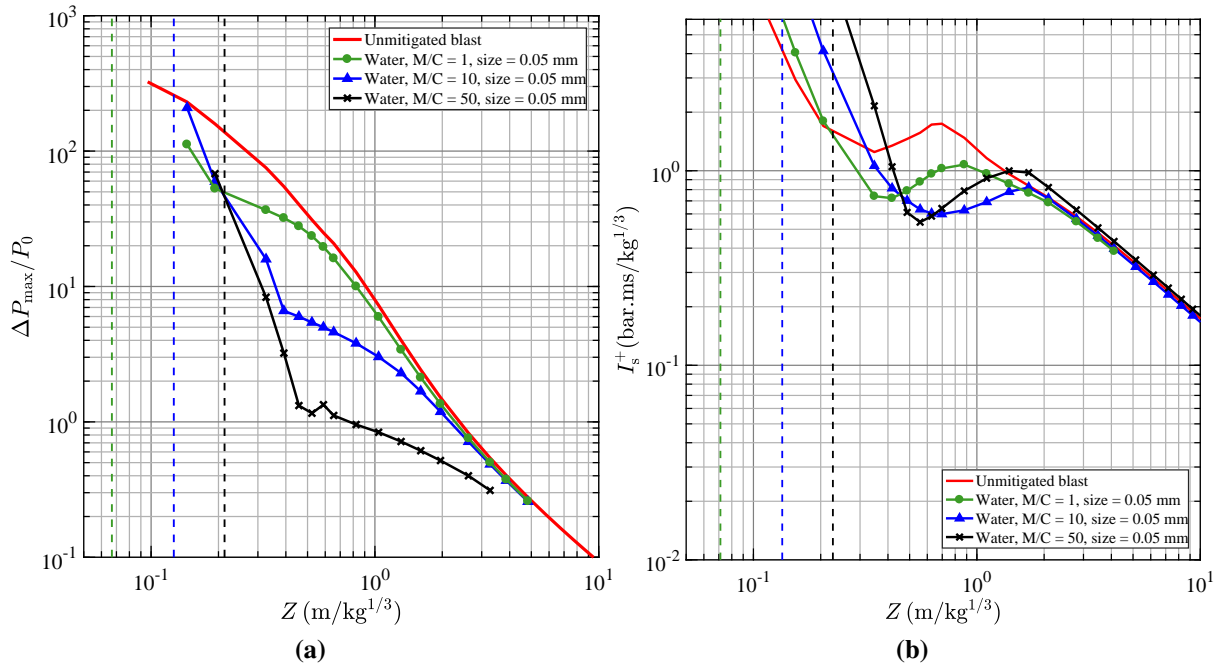 10^3
10^2
10^1
10^0
10^-1
10^-1
10^0
10^1
ΔP_max/P_0
Z (m/kg^1/3)
Unmitigated blast
Water, M/C = 1, size = 0.05 mm
Water, M/C = 10, size = 0.05 mm
Water, M/C = 50, size = 0.05 mm
(a)
10^0
10^-1
10^-2
10^-1
10^0
10^1
I_s^+(bar.ms/kg^1/3)
Z (m/kg^1/3)
Unmitigated blast
Water, M/C = 1, size = 0.05 mm
Water, M/C = 10, size = 0.05 mm
Water, M/C = 50, size = 0.05 mm
(b)